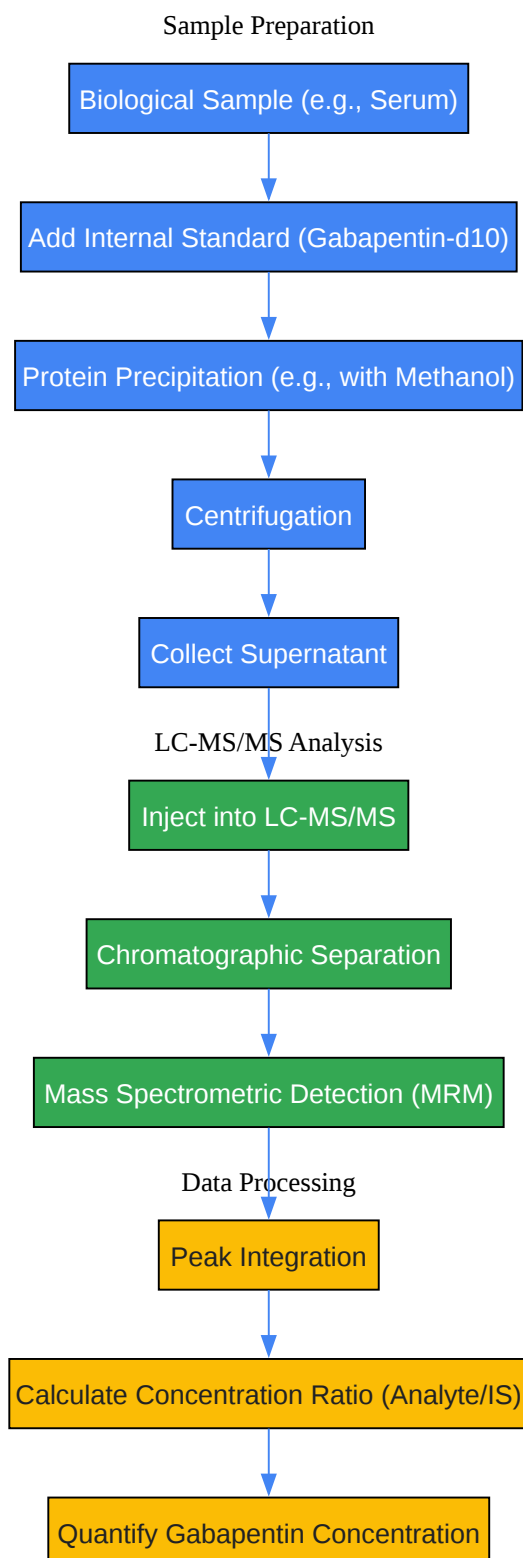 Sample Preparation
Biological Sample (e.g., Serum)
Add Internal Standard (Gabapentin-d10)
Protein Precipitation (e.g., with Methanol)
Centrifugation
Collect Supernatant
LC-MS/MS Analysis
Inject into LC-MS/MS
Chromatographic Separation
Mass Spectrometric Detection (MRM)
Data Processing
Peak Integration
Calculate Concentration Ratio (Analyte/IS)
Quantify Gabapentin Concentration